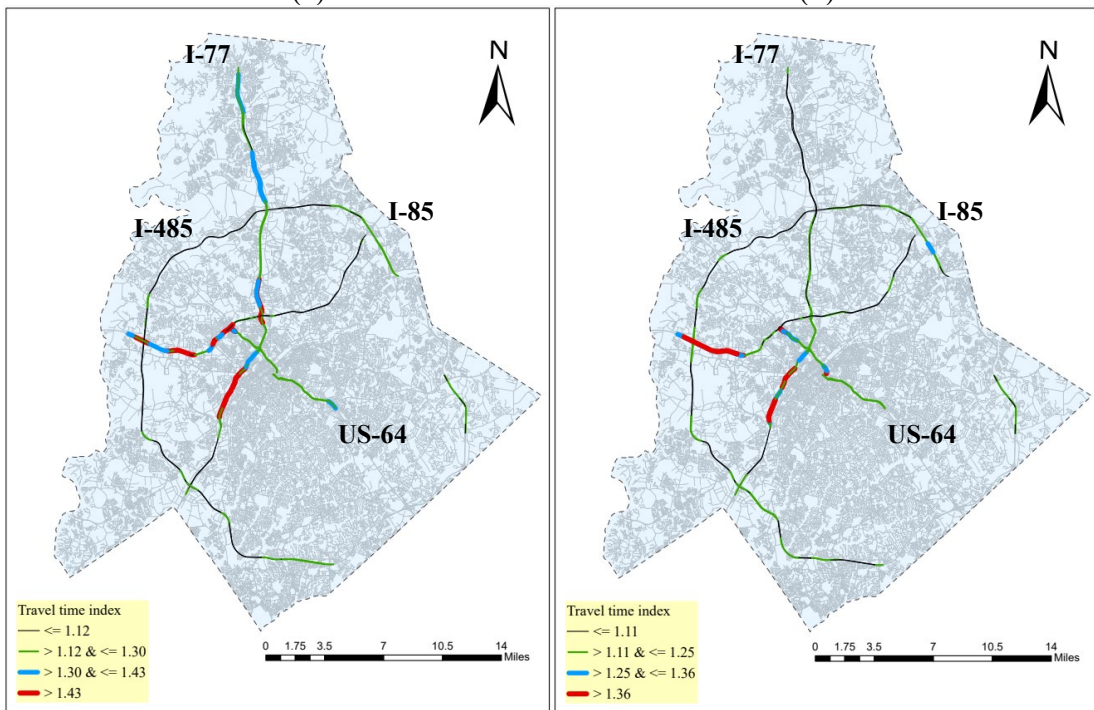 I-77
N
I-485
I-85
US-64
Travel time index
<= 1.12
> 1.12 & <= 1.30
> 1.30 & <= 1.43
> 1.43
0 1.75 3.5 7 10.5 14
Miles
I-77
N
I-485
I-85
US-64
Travel time index
<= 1.11
> 1.11 & <= 1.25
> 1.25 & <= 1.36
> 1.36
0 1.75 3.5 7 10.5 14
Miles